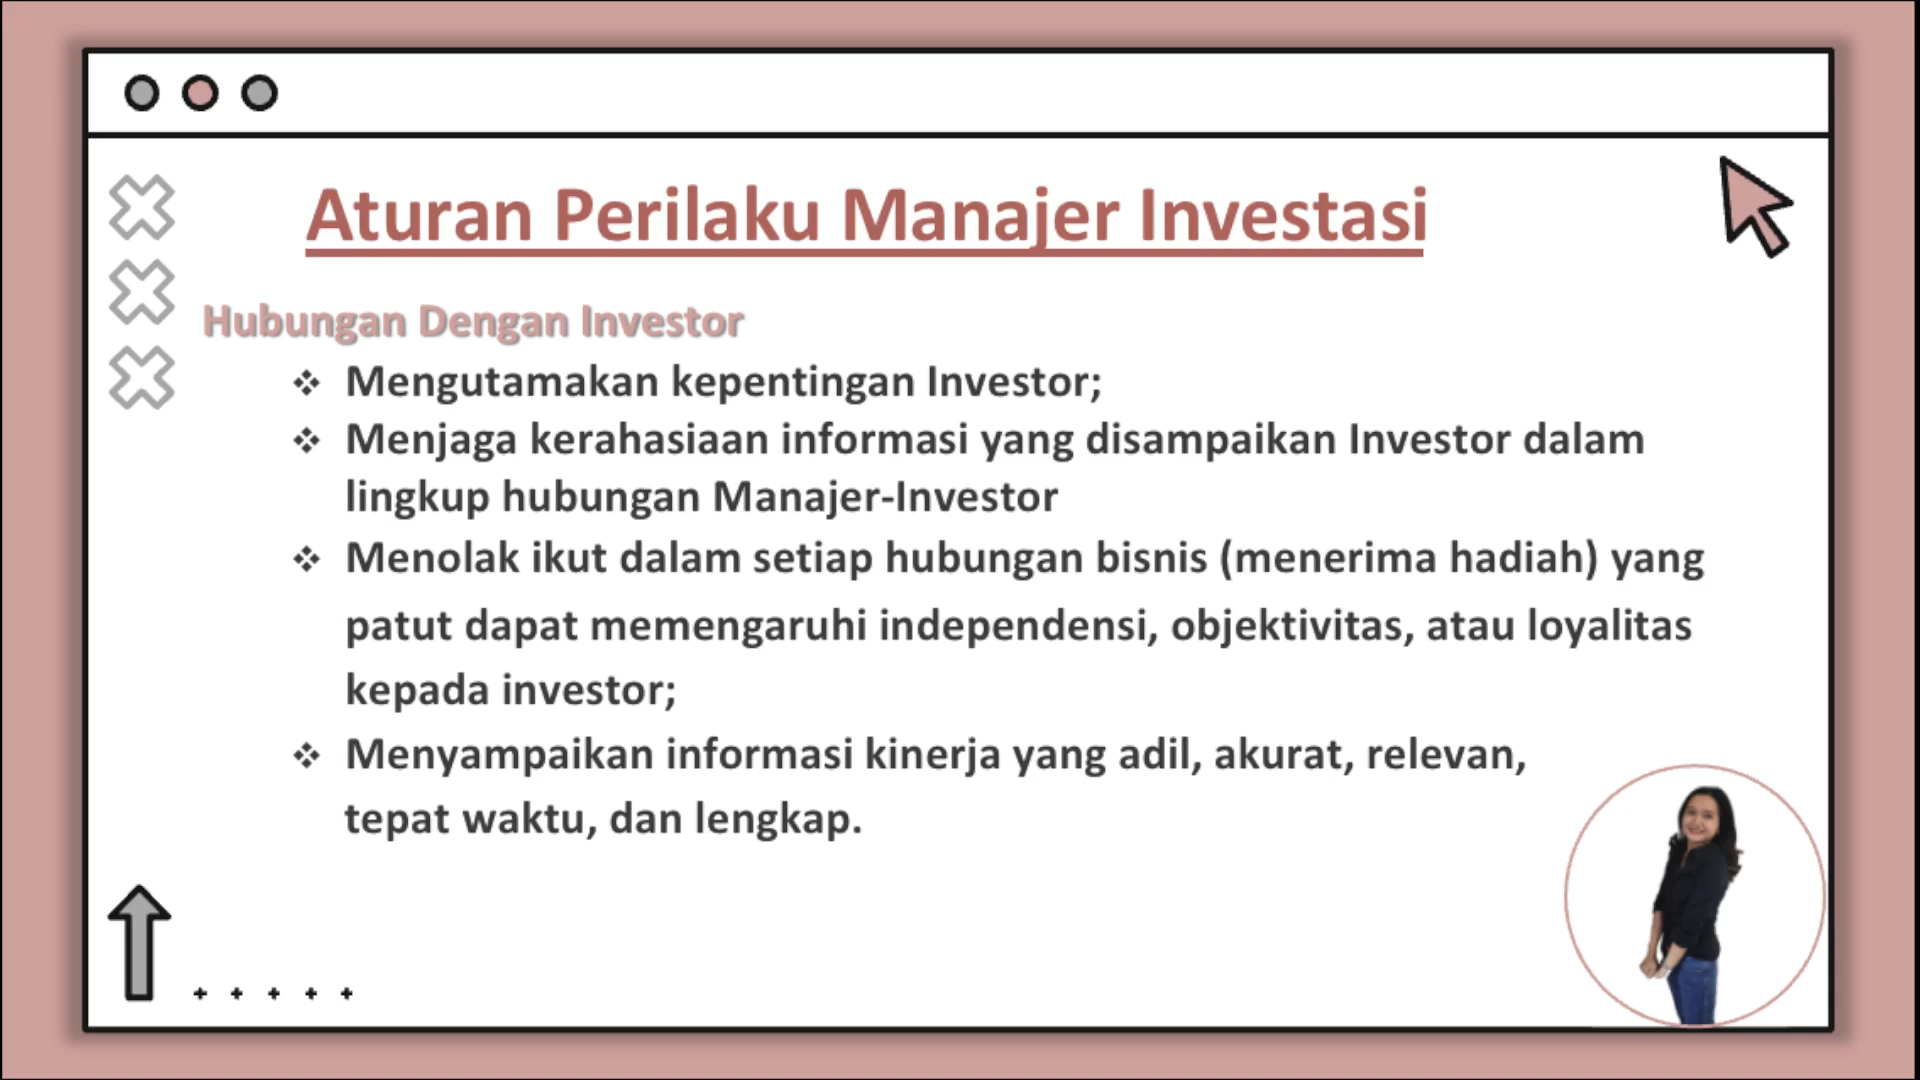 Aturan Perilaku Manajer Investasi
Hubungan Dengan Investor
❖ Mengutamakan kepentingan Investor;
❖ Menjaga kerahasiaan informasi yang disampaikan Investor dalam
lingkup hubungan Manajer-Investor
❖ Menolak ikut dalam setiap hubungan bisnis (menerima hadiah) yang
patut dapat memengaruhi independensi, objektivitas, atau loyalitas
kepada investor;
❖ Menyampaikan informasi kinerja yang adil, akurat, relevan,
tepat waktu, dan lengkap.